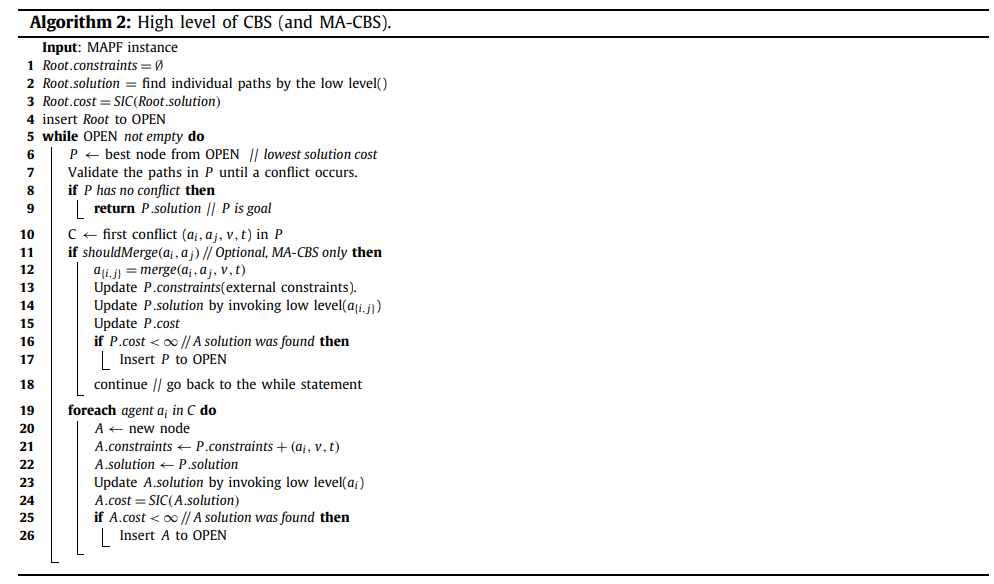 Algorithm 2: High level of CBS (and MA-CBS).
Input: MAPF instance
1 Root.constraints = ∅
2 Root.solution = find individual paths by the low level()
3 Root.cost = SIC(Root.solution)
4 insert Root to OPEN
5 while OPEN not empty do
6 P ← best node from OPEN // lowest solution cost
7 Validate the paths in P until a conflict occurs.
8 if P has no conflict then
9 return P.solution // P is goal
10 C ← first conflict (a_i, a_j, v, t) in P
11 if shouldMerge(a_i, a_j) // Optional, MA-CBS only then
12 a_{i,j} = merge(a_i, a_j, v, t)
13 Update P.constraints(external constraints).
14 Update P.solution by invoking low level(a_{i,j})
15 Update P.cost
16 if P.cost < ∞ // A solution was found then
17 Insert P to OPEN
18 continue // go back to the while statement
19 foreach agent a_i in C do
20 A ← new node
21 A.constraints ← P.constraints + (a_i, v, t)
22 A.solution ← P.solution
23 Update A.solution by invoking low level(a_i)
24 A.cost = SIC(A.solution)
25 if A.cost < ∞ // A solution was found then
26 Insert A to OPEN